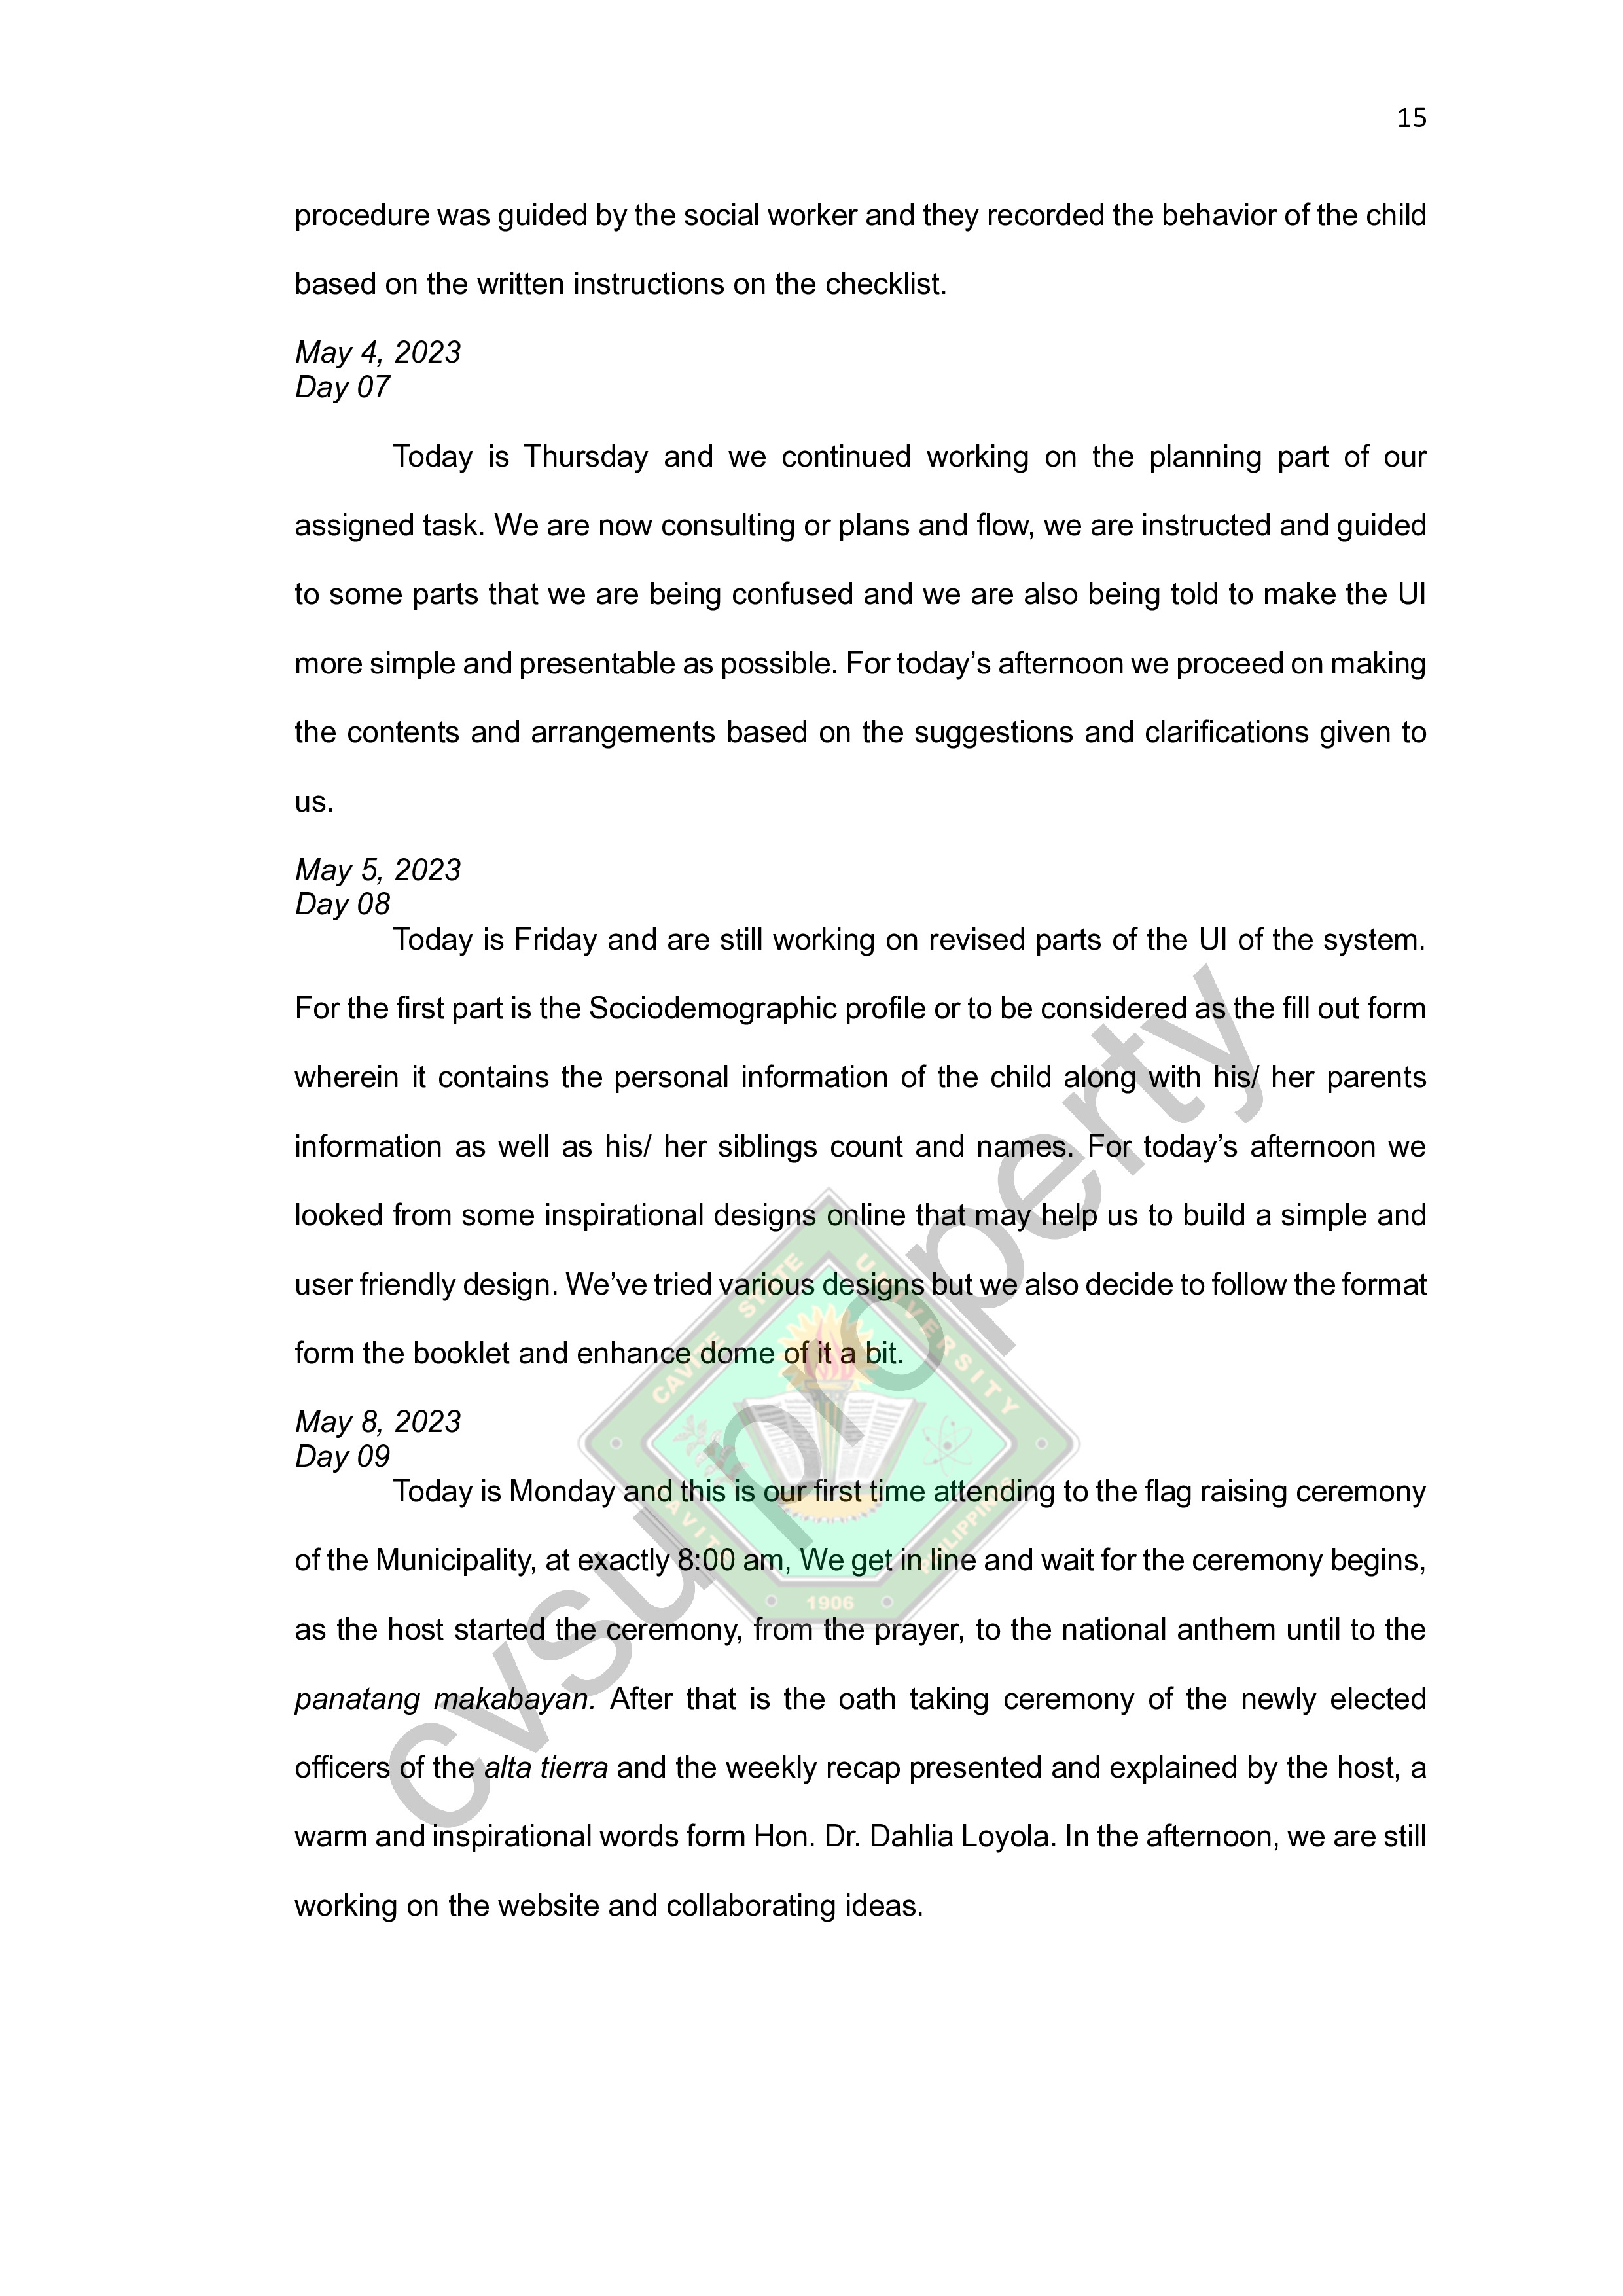 15
procedure was guided by the social worker and they recorded the behavior of the child
based on the written instructions on the checklist.
May 4, 2023
Day 07
Today is Thursday and we continued working on the planning part of our
assigned task. We are now consulting or plans and flow, we are instructed and guided
to some parts that we are being confused and we are also being told to make the UI
more simple and presentable as possible. For today’s afternoon we proceed on making
the contents and arrangements based on the suggestions and clarifications given to
us.
May 5, 2023
Day 08
Today is Friday and are still working on revised parts of the UI of the system.
For the first part is the Sociodemographic profile or to be considered as the fill out form
wherein it contains the personal information of the child along with his/ her parents
information as well as his/ her siblings count and names. For today’s afternoon we
looked from some inspirational designs online that may help us to build a simple and
user friendly design. We’ve tried various designs but we also decide to follow the format
form the booklet and enhance dome of it a bit.
May 8, 2023
Day 09
Today is Monday and this is our first time attending to the flag raising ceremony
of the Municipality, at exactly 8:00 am, We get in line and wait for the ceremony begins,
as the host started the ceremony, from the prayer, to the national anthem until to the
panatang makabayan. After that is the oath taking ceremony of the newly elected
officers of the alta tierra and the weekly recap presented and explained by the host, a
warm and inspirational words form Hon. Dr. Dahlia Loyola. In the afternoon, we are still
working on the website and collaborating ideas.
cvsu property
CAVITE STATE UNIVERSITY
CAVITE PHILIPPINES
1906